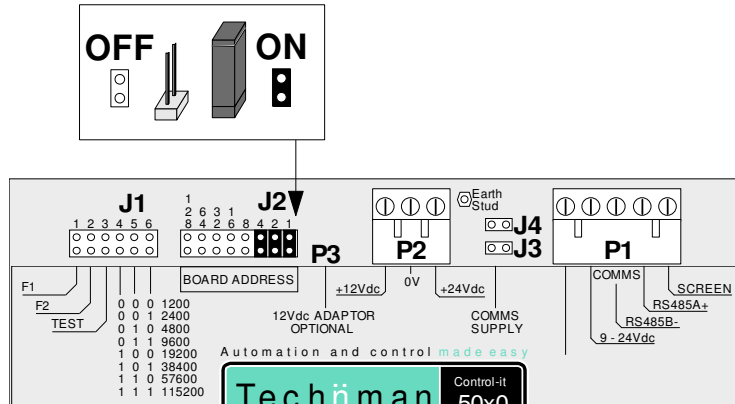 OFF
ON
J1
1 2 3 4 5 6
J2
1
2 6 3 1
8 4 2 6 8 4 2 1
P3
P2
Earth
Stud
J4
J3
P1
BOARD ADDRESS
F1
F2
TEST
0 0 0 1200
0 0 1 2400
0 1 0 4800
0 1 1 9600
1 0 0 19200
1 0 1 38400
1 1 0 57600
1 1 1 115200
12Vdc ADAPTOR
OPTIONAL
+12Vdc
0V
+24Vdc
COMMS
SUPPLY
COMMS
SCREEN
RS485A+
RS485B-
9 - 24Vdc
Automation and control made easy
Techn̈man
Control-it
50x0